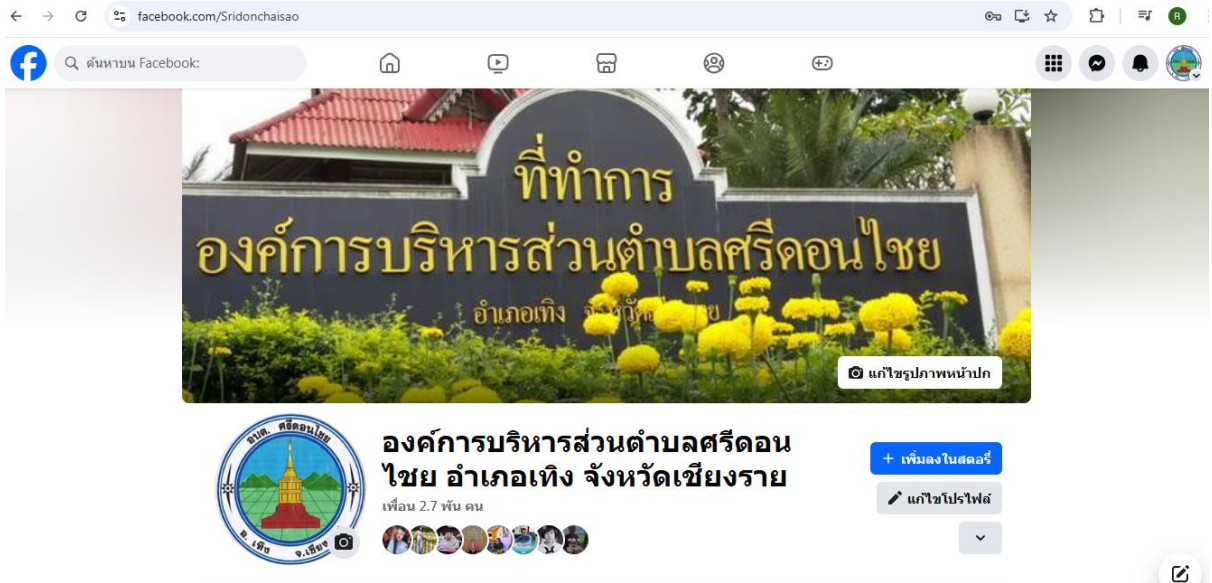 facebook.com/Sridonchaisao
R
ค้นหาบน Facebook:
ที่ทำการ
องค์การบริหารส่วนตำบลศรีดอนไชย
อำเภอเทิง
แก้ไขรูปภาพหน้าปก
อบต. ศรีดอนไชย
อ. เทิง
องค์การบริหารส่วนตำบลศรีดอน
ไชย อำเภอเทิง จังหวัดเชียงราย
เพื่อน 2.7 พัน คน
+ เพิ่มลงในสตอรี่
แก้ไขโปรไฟล์